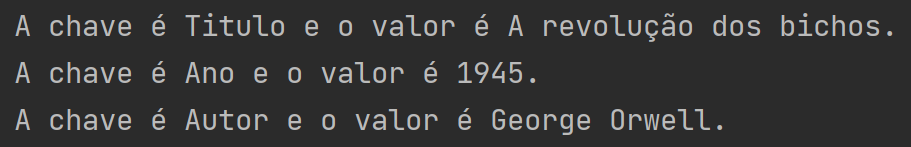 A chave é Titulo e o valor é A revolução dos bichos.
A chave é Ano e o valor é 1945.
A chave é Autor e o valor é George Orwell.